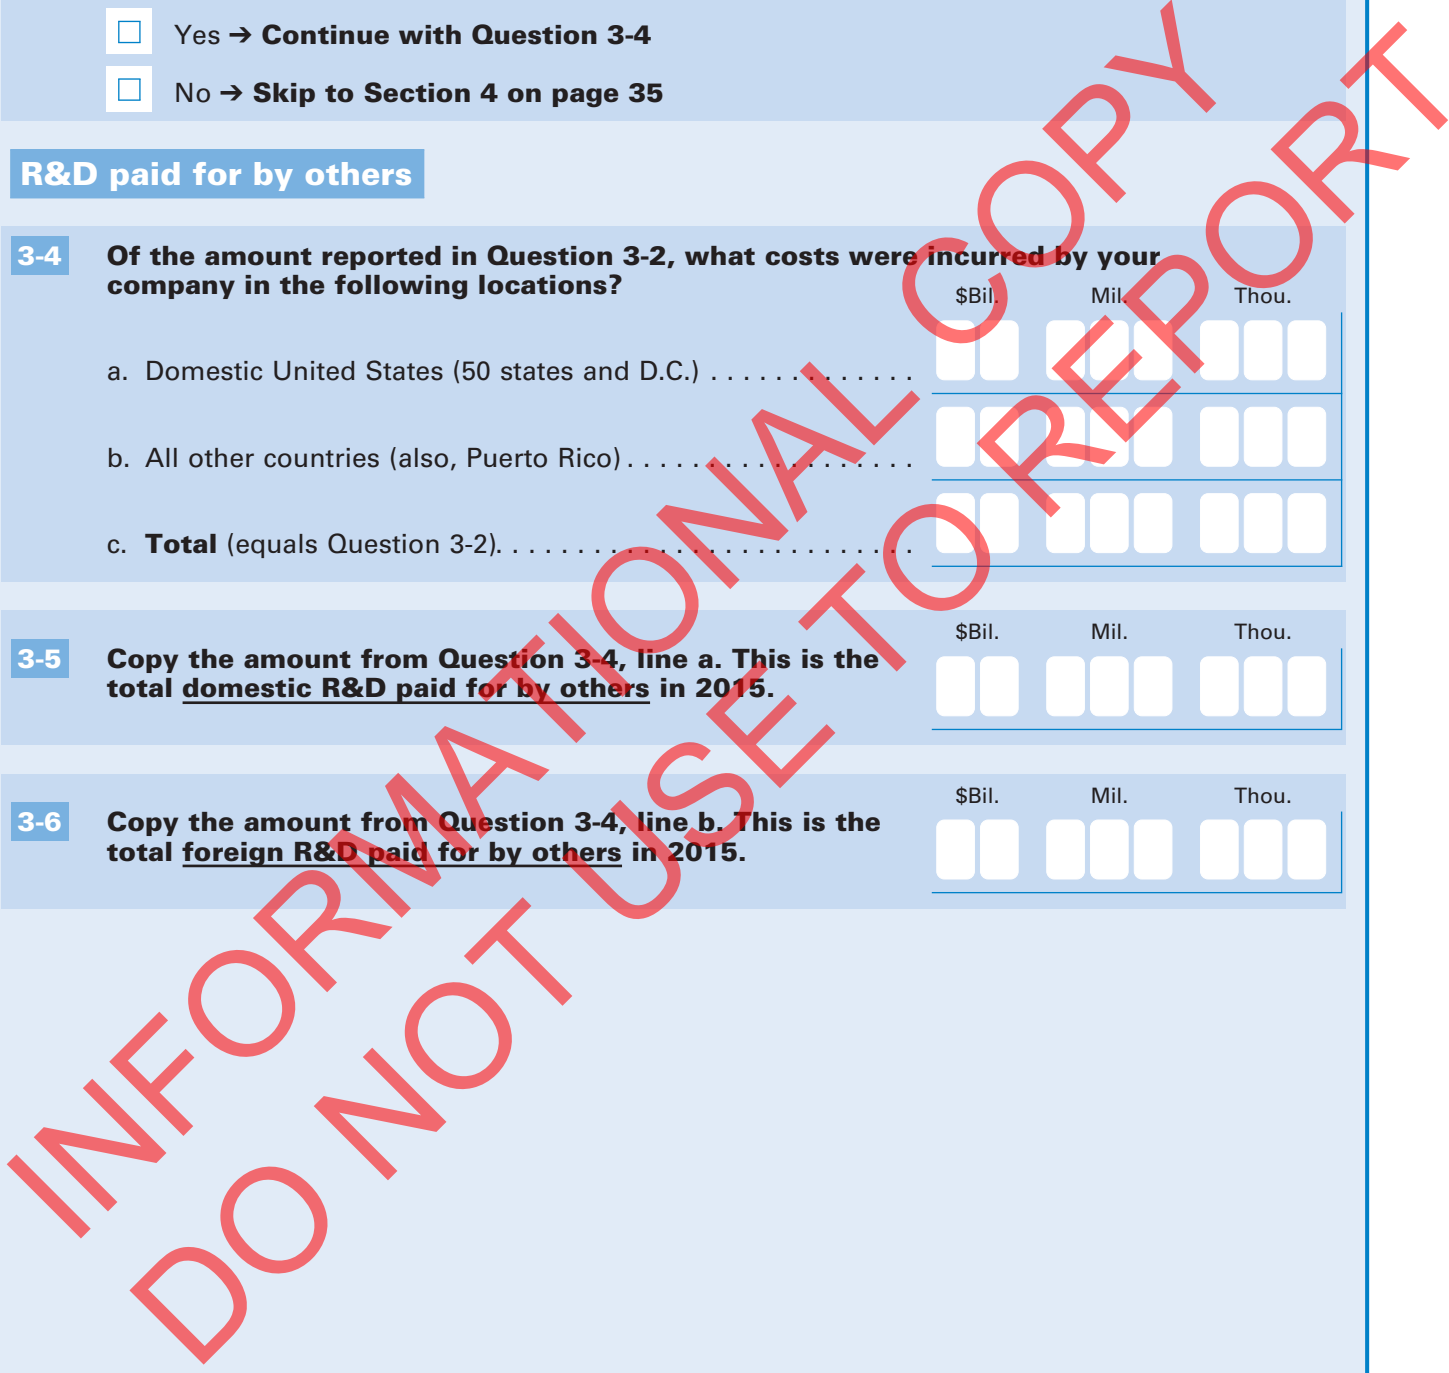 ☐ Yes ➔ Continue with Question 3-4
☐ No ➔ Skip to Section 4 on page 35
R&D paid for by others
3-4 Of the amount reported in Question 3-2, what costs were incurred by your
company in the following locations?
$Bil. Mil. Thou.
a. Domestic United States (50 states and D.C.) . . . . . . . . . . . . .
b. All other countries (also, Puerto Rico) . . . . . . . . . . . . . . . . . .
c. Total (equals Question 3-2). . . . . . . . . . . . . . . . . . . . . . . . . .
$Bil. Mil. Thou.
3-5 Copy the amount from Question 3-4, line a. This is the
total domestic R&D paid for by others in 2015.
$Bil. Mil. Thou.
3-6 Copy the amount from Question 3-4, line b. This is the
total foreign R&D paid for by others in 2015.
INFORMATIONAL COPY
DO NOT USE TO REPORT